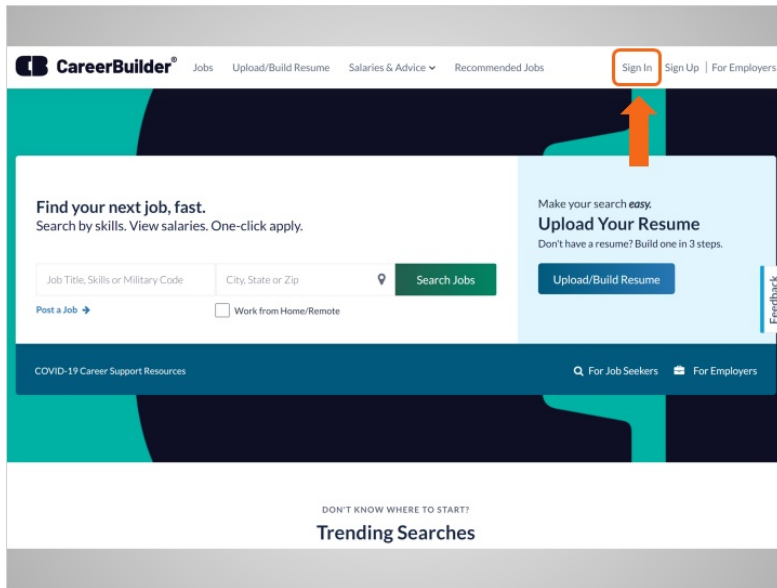 CB CareerBuilder® Jobs Upload/Build Resume Salaries & Advice Recommended Jobs Sign In Sign Up | For Employers
Find your next job, fast.
Search by skills. View salaries. One-click apply.
Job Title, Skills or Military Code City, State or Zip Search Jobs
Post a Job Work from Home/Remote
Make your search easy.
Upload Your Resume
Don't have a resume? Build one in 3 steps.
Upload/Build Resume
Feedback
COVID-19 Career Support Resources For Job Seekers For Employers
DON'T KNOW WHERE TO START?
Trending Searches